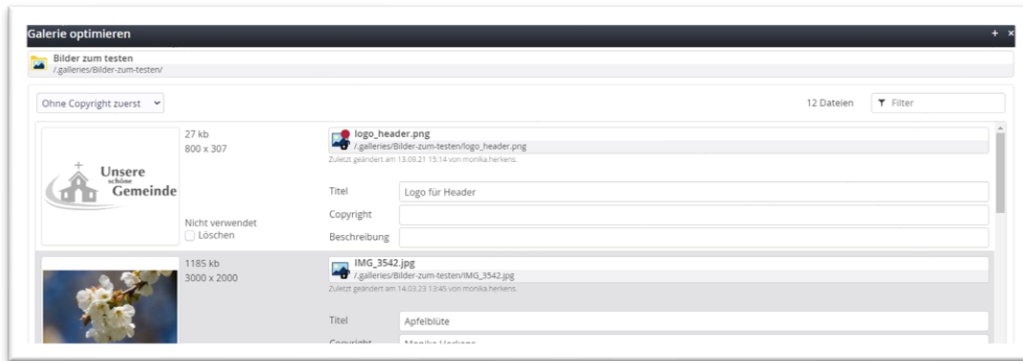 Galerie optimieren
Bilder zum testen
/.galleries/Bilder-zum-testen/
Ohne Copyright zuerst
12 Dateien
Filter
27 kb
800 x 307
logo_header.png
/.galleries/Bilder-zum-testen/logo_header.png
Zuletzt geändert am 13.09.21 15:14 von monika.herkens.
Unsere
schöne
Gemeinde
Titel Logo für Header
Copyright
Nicht verwendet
Löschen
Beschreibung
1185 kb
3000 x 2000
IMG_3542.jpg
/.galleries/Bilder-zum-testen/IMG_3542.jpg
Zuletzt geändert am 14.03.23 13:45 von monika.herkens.
Titel Apfelblüte
Copyright Monika Herkens